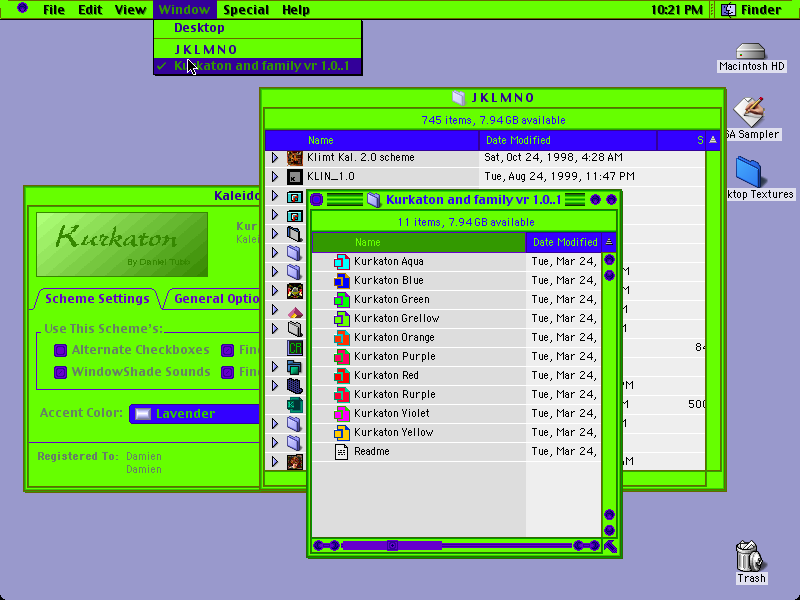 File Edit View Window Special Help 10:21 PM Finder
Desktop
JKLMNO
✓ Kurkaton and family vr 1.0..1
Macintosh HD
SA Sampler
ktop Textures
Trash
JKLMNO
745 items, 7.94 GB available
Name Date Modified S
Klimt Kal. 2.0 scheme Sat, Oct 24, 1998, 4:28 AM
KLIN_1.0 Tue, Aug 24, 1999, 11:47 PM
Kaleido
Kurkaton
By Daniel Tubb
Kur
Kalei
Scheme Settings General Optio
Use This Scheme's:
Alternate Checkboxes Fin
WindowShade Sounds Fin
Accent Color: Lavender
Registered To: Damien
Damien
Kurkaton and family vr 1.0..1
11 items, 7.94 GB available
Name Date Modified
Kurkaton Aqua Tue, Mar 24,
Kurkaton Blue Tue, Mar 24,
Kurkaton Green Tue, Mar 24,
Kurkaton Grellow Tue, Mar 24,
Kurkaton Orange Tue, Mar 24,
Kurkaton Purple Tue, Mar 24,
Kurkaton Red Tue, Mar 24,
Kurkaton Rurple Tue, Mar 24,
Kurkaton Yiolet Tue, Mar 24,
Kurkaton Yellow Tue, Mar 24,
Readme Tue, Mar 24,